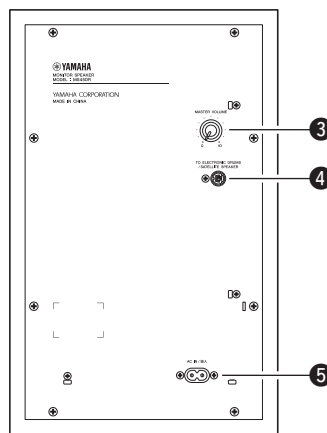 YAMAHA
MONITOR SPEAKER
MODEL : MS45DR
YAMAHA CORPORATION
MADE IN CHINA
MASTER VOLUME
0 10
3
TO ELECTRONIC DRUMS
/SATELLITE SPEAKER
4
AC IN /~
5